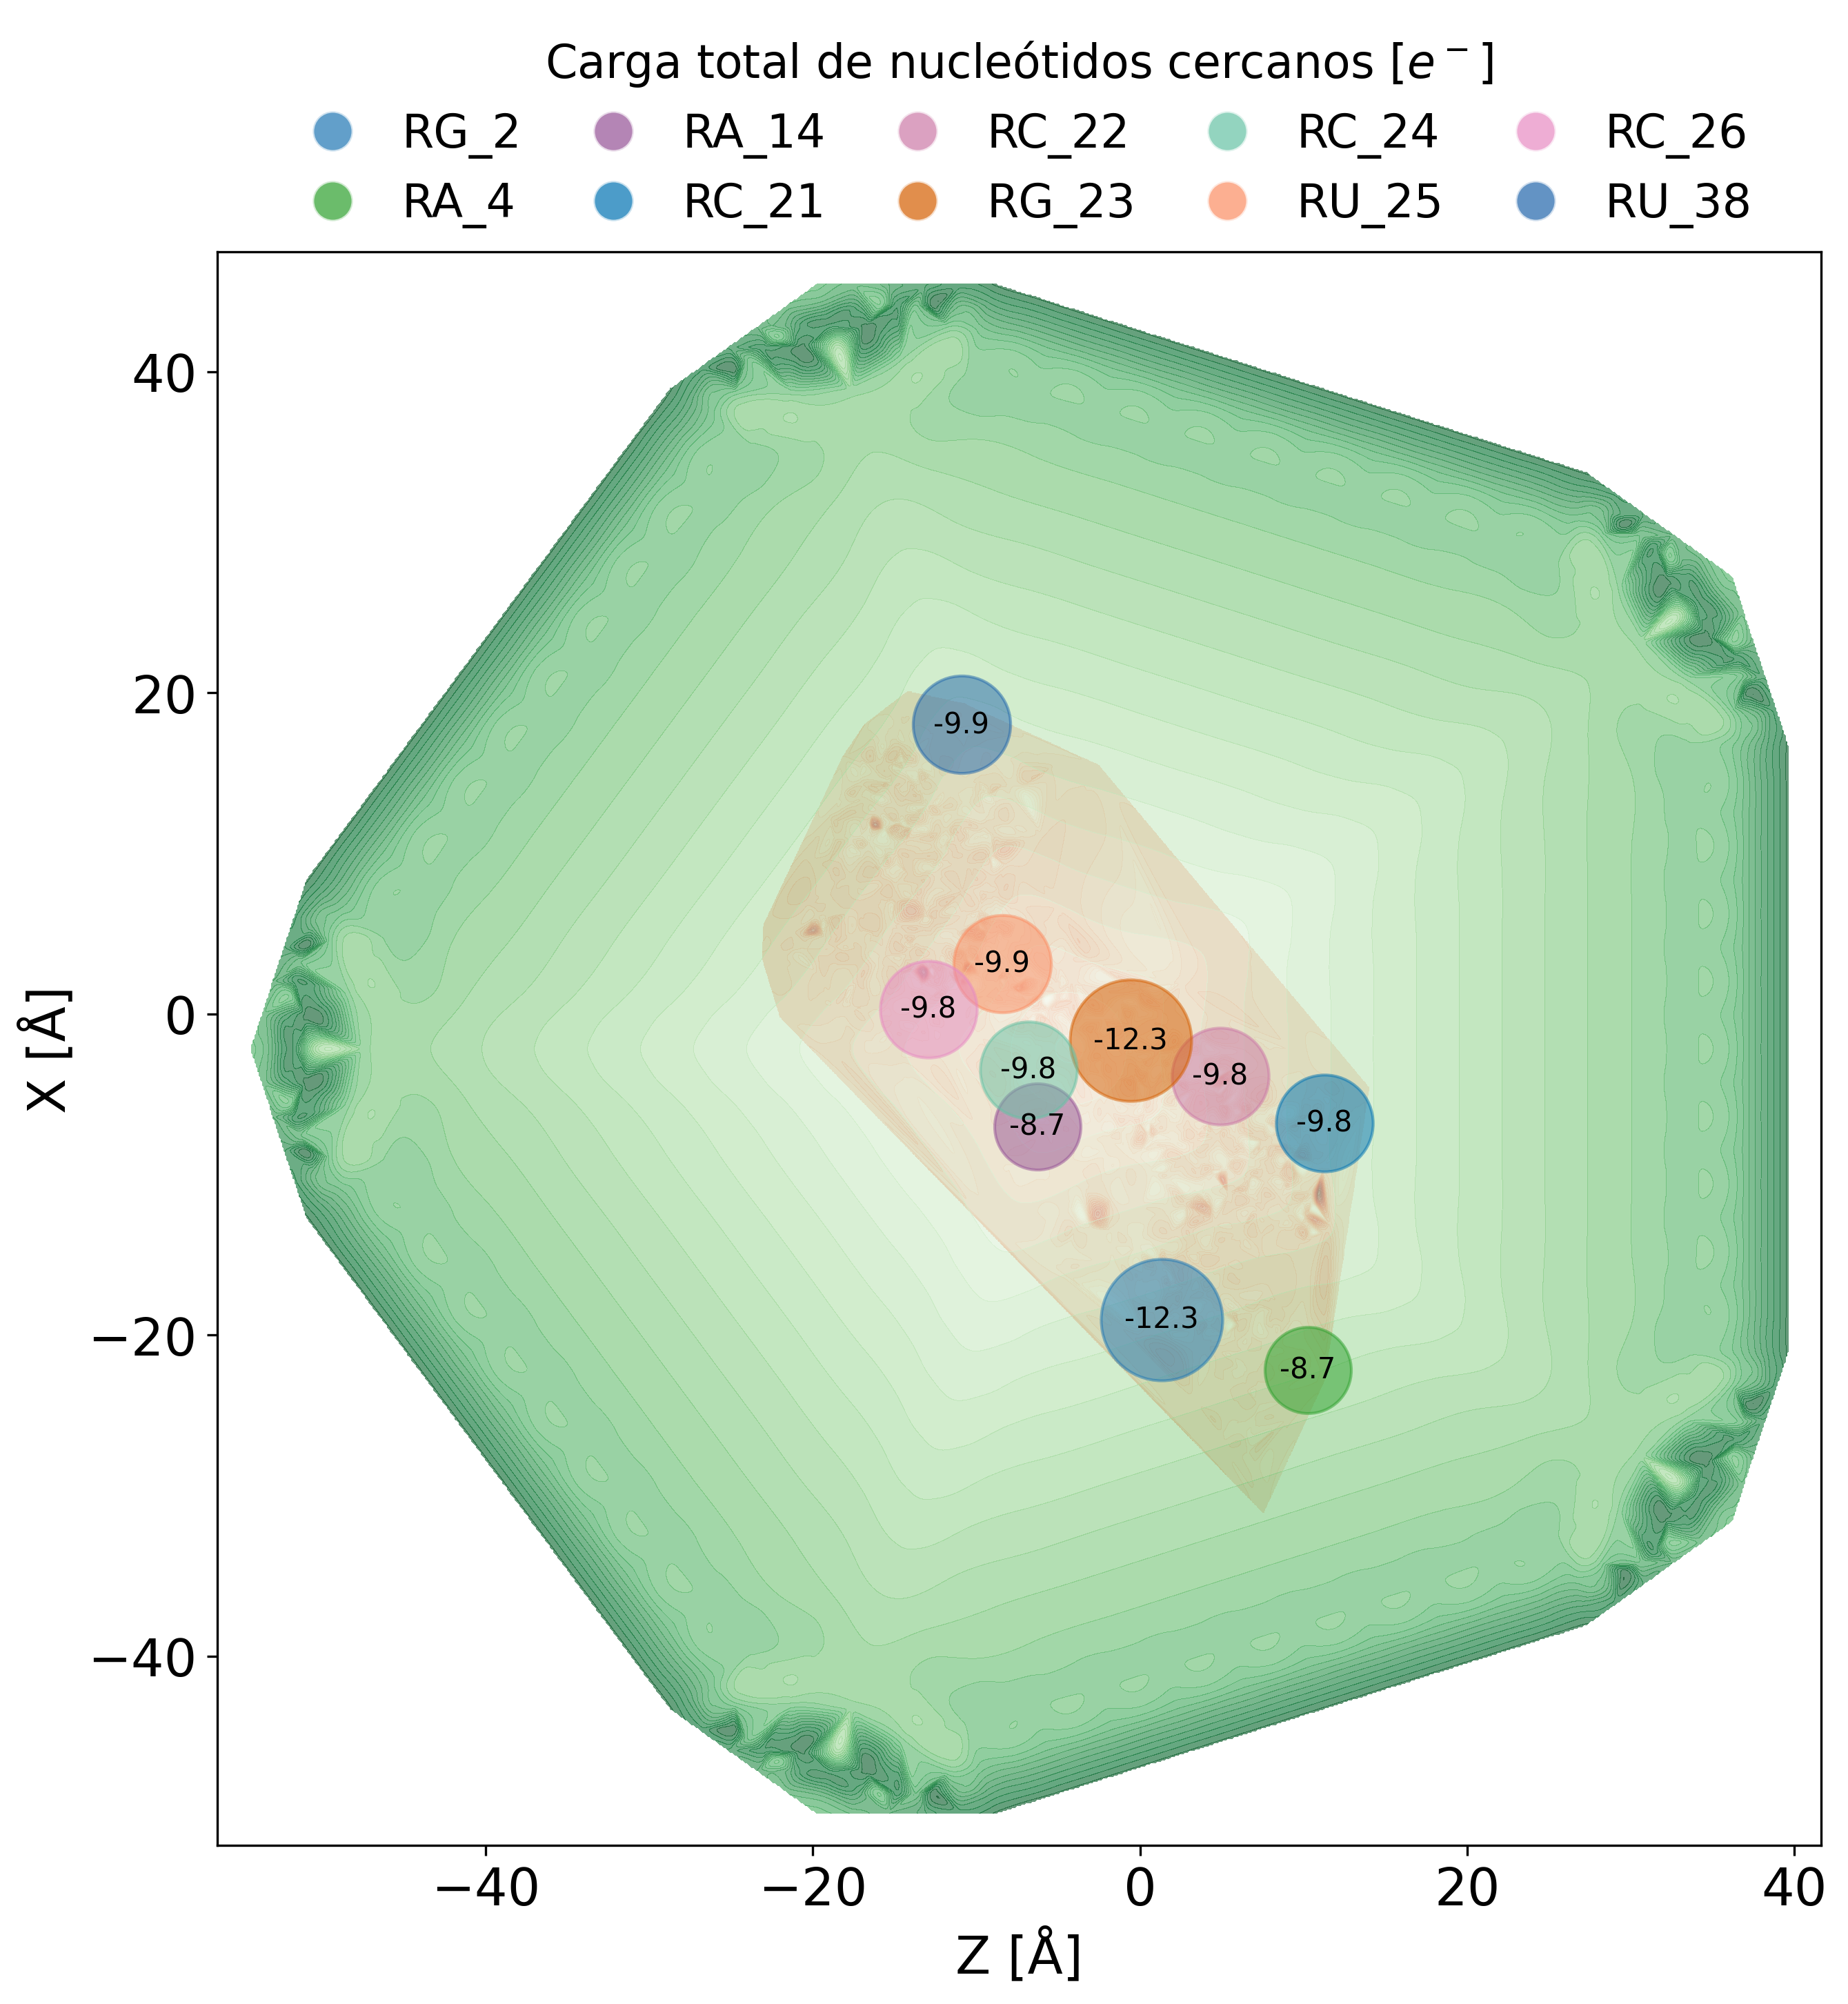 Carga total de nucleótidos cercanos [e⁻]
RG_2 RA_14 RC_22 RC_24 RC_26
RA_4 RC_21 RG_23 RU_25 RU_38
40
20
0
−20
−40
X [Å]
-9.9
-9.9
-9.8
-12.3
-9.8
-9.8
-8.7
-9.8
-12.3
-8.7
−40 −20 0 20 40
Z [Å]